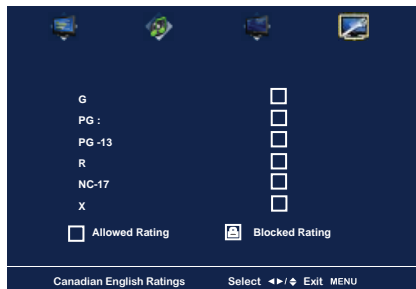 G
PG :
PG -13
R
NC-17
X
Allowed Rating Blocked Rating
Canadian English Ratings Select ◄►/ Exit MENU